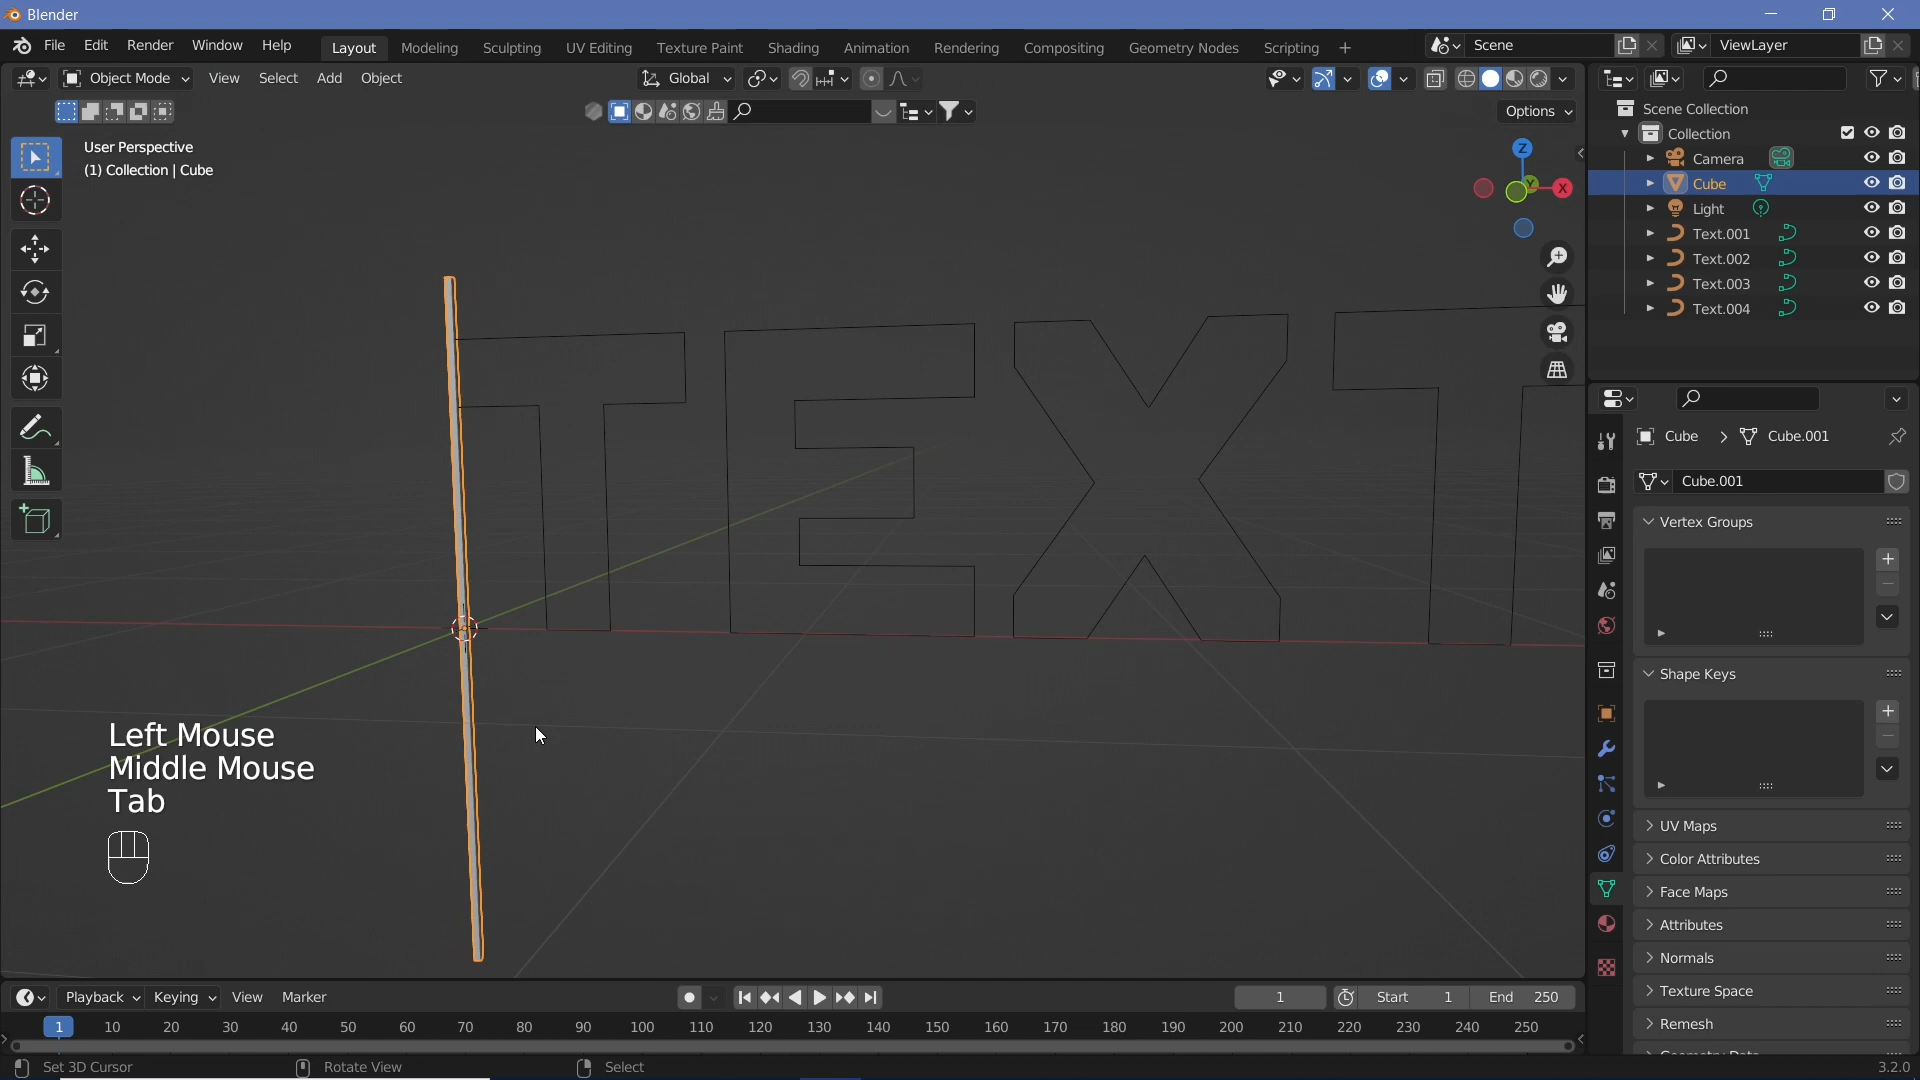 Blender
File Edit Render Window Help
Layout Modeling Sculpting UV Editing Texture Paint Shading Animation Rendering Compositing Geometry Nodes Scripting +
Scene
ViewLayer
Object Mode View Select Add Object
Global
Options
User Perspective
(1) Collection | Cube
Z
Y
X
TEXT
Scene Collection
Collection
Camera
Cube
Light
Text.001
Text.002
Text.003
Text.004
Cube > Cube.001
Cube.001
Vertex Groups
Shape Keys
UV Maps
Color Attributes
Face Maps
Attributes
Normals
Texture Space
Remesh
Left Mouse
Middle Mouse
Tab
Playback Keying View Marker
1
Start 1
End 250
1 10 20 30 40 50 60 70 80 90 100 110 120 130 140 150 160 170 180 190 200 210 220 230 240 250
Set 3D Cursor
Rotate View
Select
3.2.0